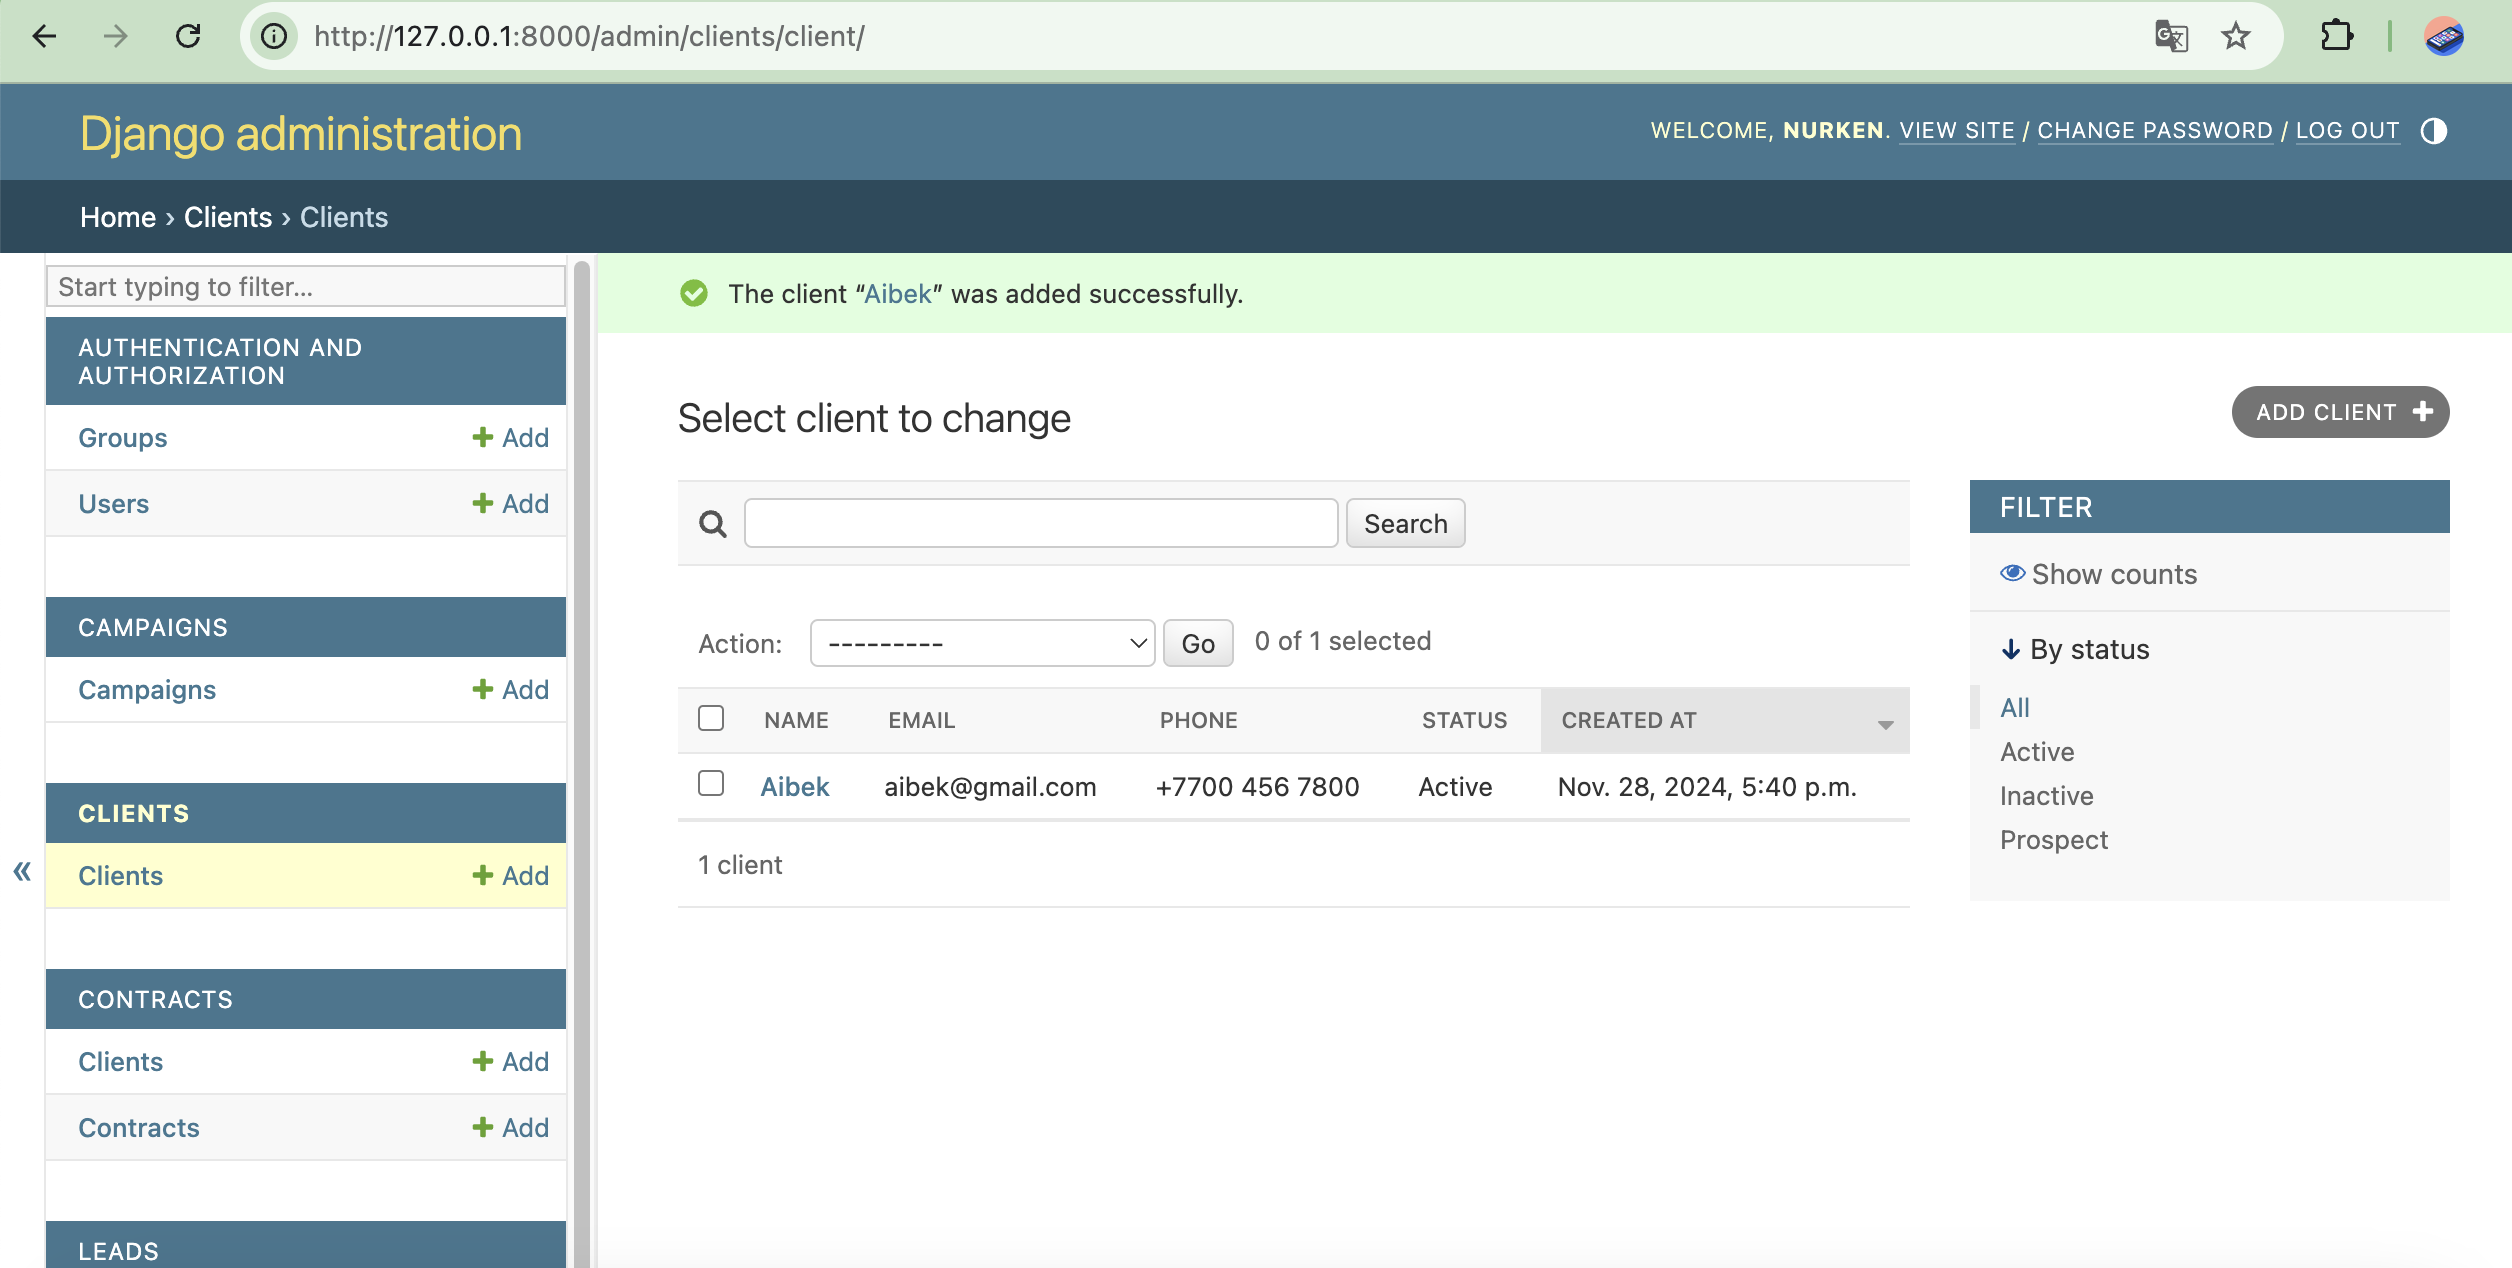 http://127.0.0.1:8000/admin/clients/client/
Django administration
WELCOME, NURKEN. VIEW SITE / CHANGE PASSWORD / LOG OUT
Home › Clients › Clients
Start typing to filter...
AUTHENTICATION AND
AUTHORIZATION
Groups
Add
Users
Add
CAMPAIGNS
Campaigns
Add
CLIENTS
Clients
Add
CONTRACTS
Clients
Add
Contracts
Add
LEADS
«
The client “Aibek” was added successfully.
Select client to change
ADD CLIENT
Search
Action: --------- Go 0 of 1 selected
NAME EMAIL PHONE STATUS CREATED AT
Aibek aibek@gmail.com +7700 456 7800 Active Nov. 28, 2024, 5:40 p.m.
1 client
FILTER
Show counts
By status
All
Active
Inactive
Prospect